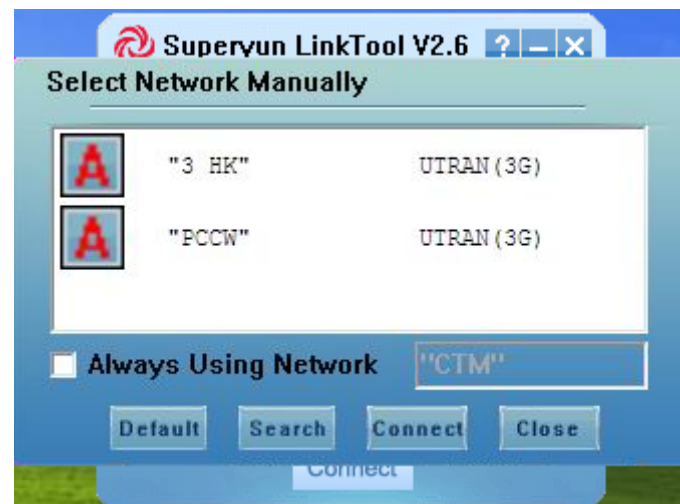 Superyun LinkTool V2.6 ? – ×
Select Network Manually
A "3 HK" UTRAN(3G)
A "PCCW" UTRAN(3G)
Always Using Network "CTM"
Default Search Connect Close
Connect